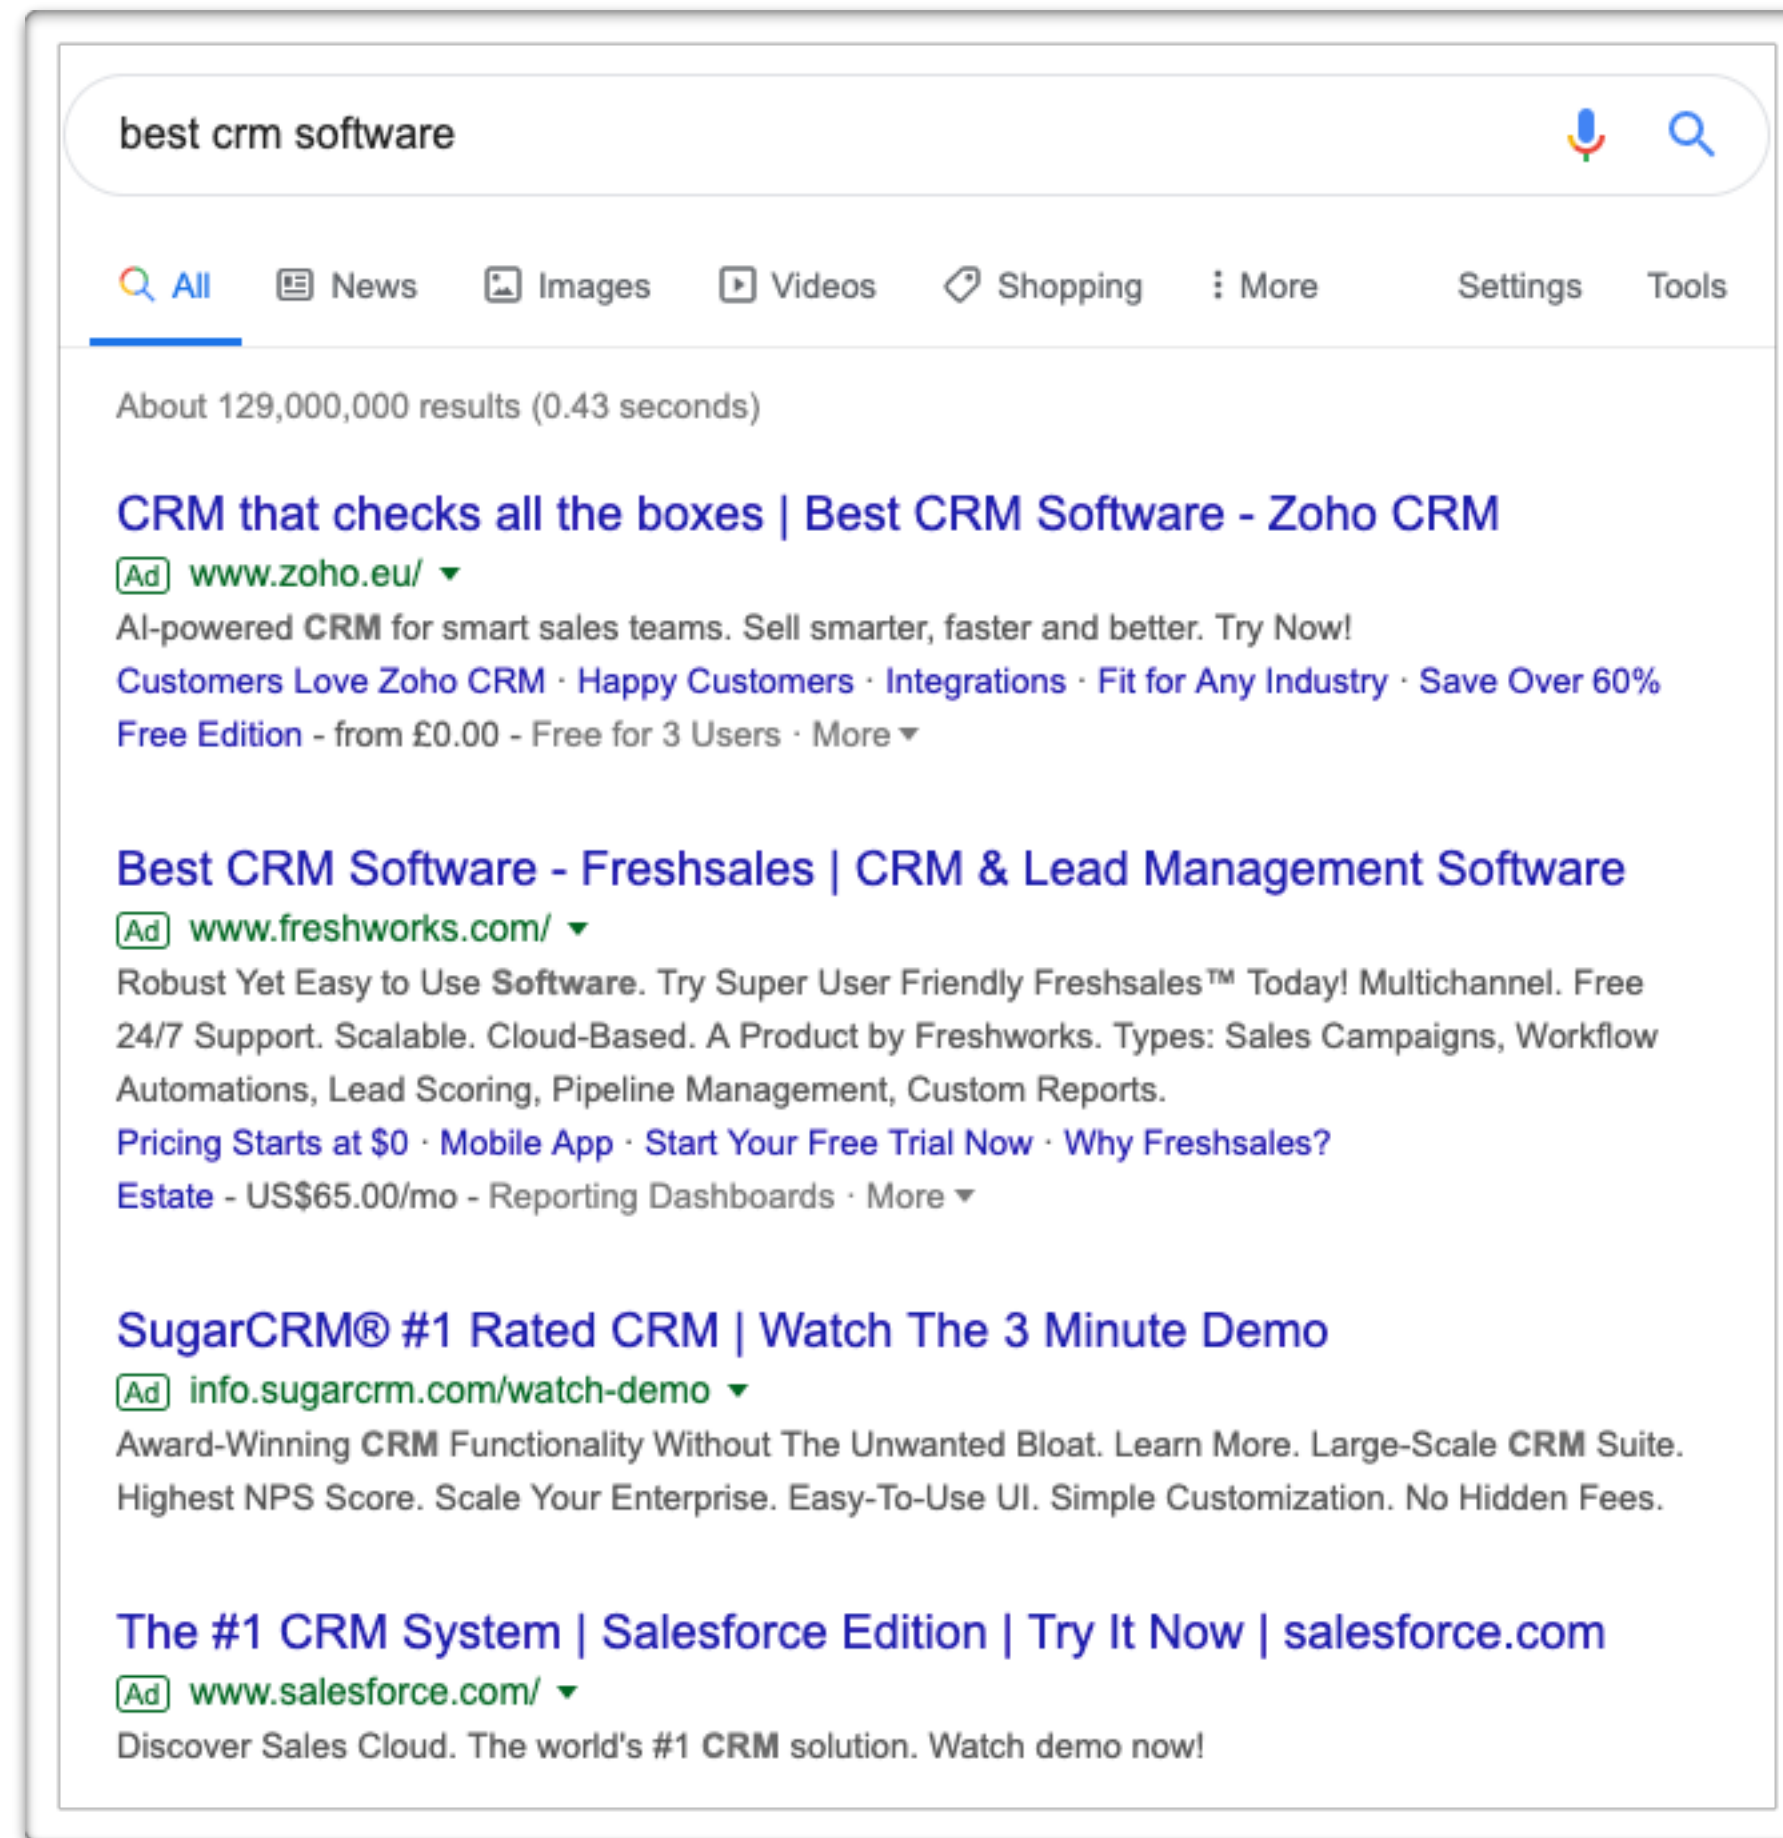 best crm software
All News Images Videos Shopping More Settings Tools
About 129,000,000 results (0.43 seconds)
CRM that checks all the boxes | Best CRM Software - Zoho CRM
Ad www.zoho.eu/
AI-powered CRM for smart sales teams. Sell smarter, faster and better. Try Now!
Customers Love Zoho CRM · Happy Customers · Integrations · Fit for Any Industry · Save Over 60%
Free Edition - from £0.00 - Free for 3 Users · More
Best CRM Software - Freshsales | CRM & Lead Management Software
Ad www.freshworks.com/
Robust Yet Easy to Use Software. Try Super User Friendly Freshsales™ Today! Multichannel. Free
24/7 Support. Scalable. Cloud-Based. A Product by Freshworks. Types: Sales Campaigns, Workflow
Automations, Lead Scoring, Pipeline Management, Custom Reports.
Pricing Starts at $0 · Mobile App · Start Your Free Trial Now · Why Freshsales?
Estate - US$65.00/mo - Reporting Dashboards · More
SugarCRM® #1 Rated CRM | Watch The 3 Minute Demo
Ad info.sugarcrm.com/watch-demo
Award-Winning CRM Functionality Without The Unwanted Bloat. Learn More. Large-Scale CRM Suite.
Highest NPS Score. Scale Your Enterprise. Easy-To-Use UI. Simple Customization. No Hidden Fees.
The #1 CRM System | Salesforce Edition | Try It Now | salesforce.com
Ad www.salesforce.com/
Discover Sales Cloud. The world's #1 CRM solution. Watch demo now!